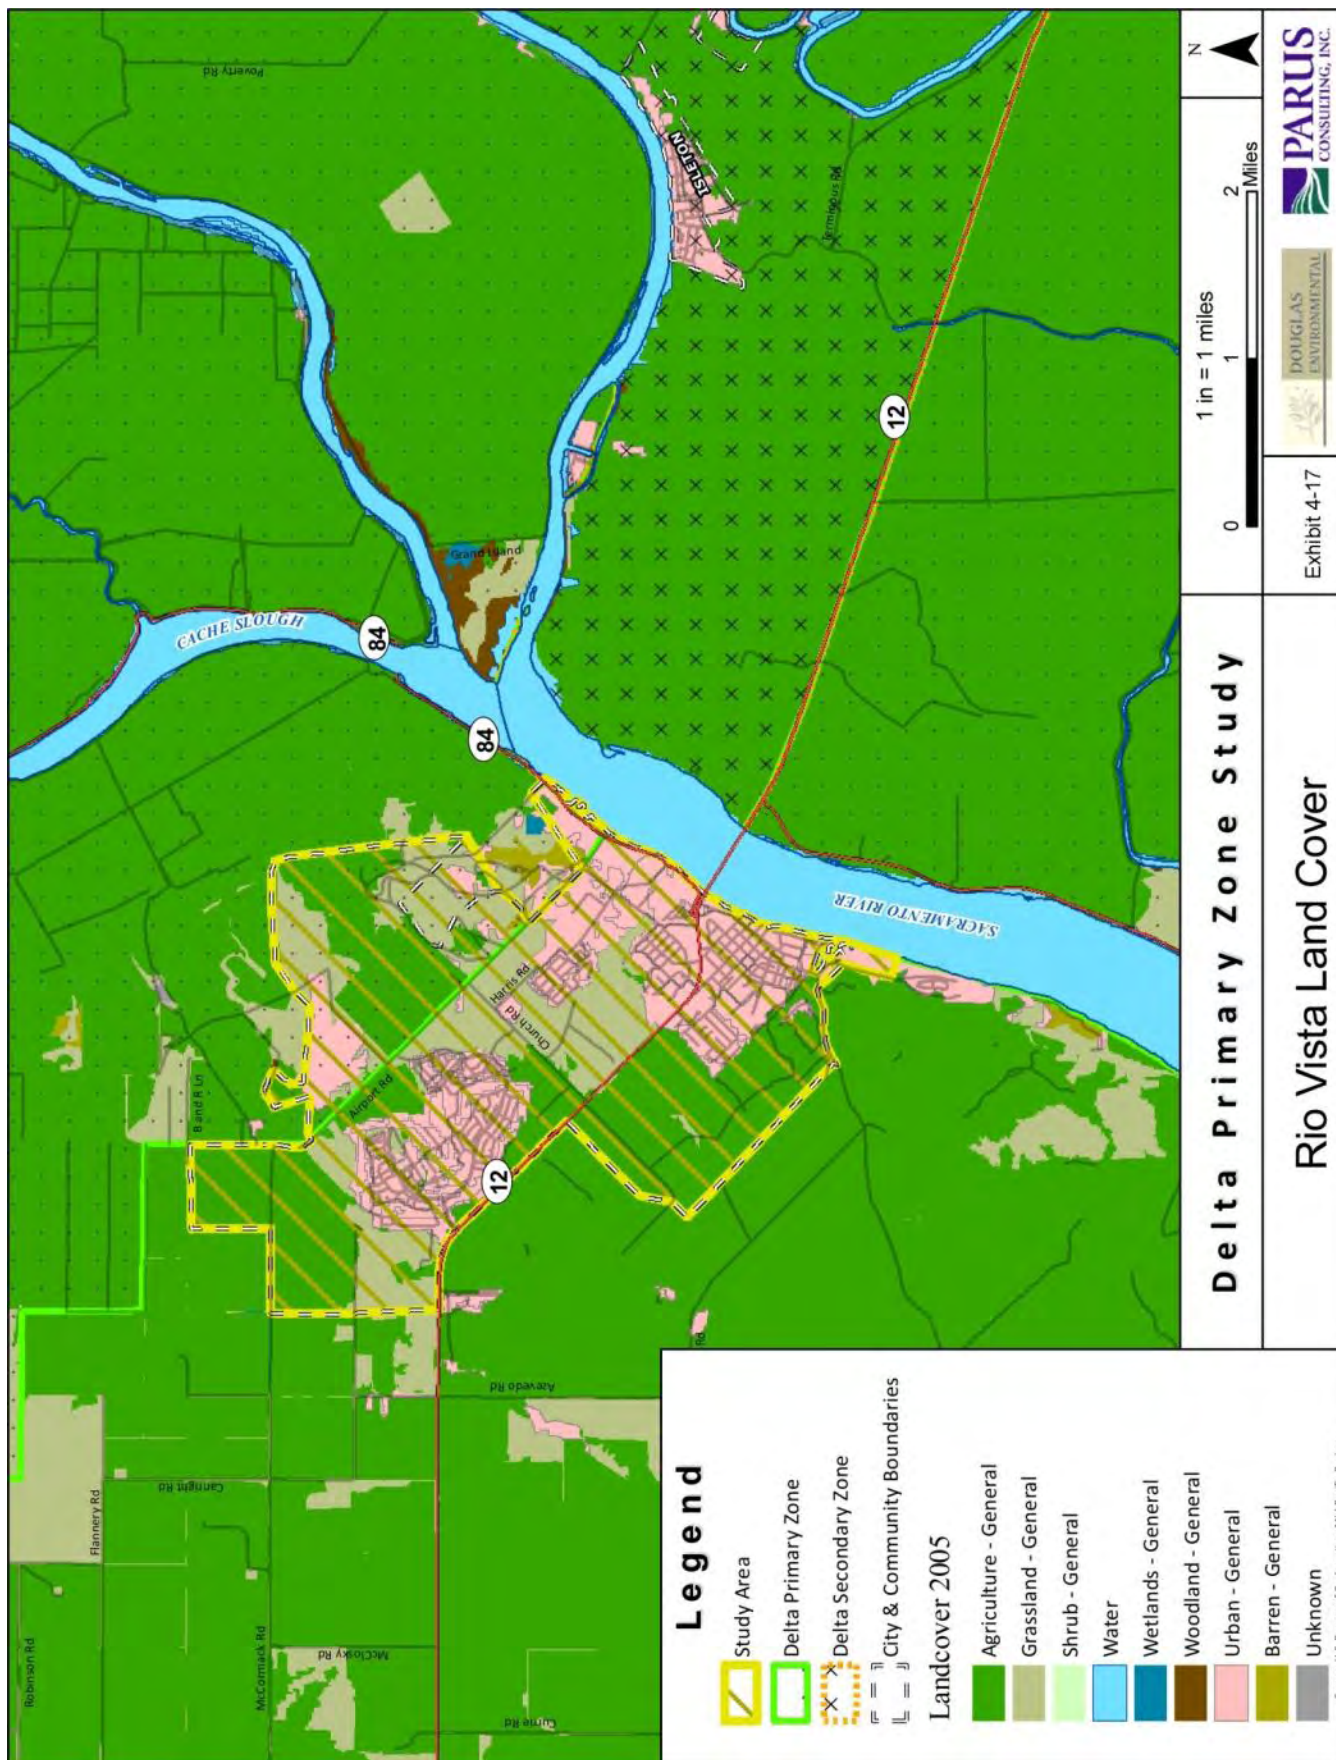 Robinson Rd
Flannery Rd
Canright Rd
McCormack Rd
McClosky Rd
Currie Rd
Azevedo Rd
Rd
B and R Ln
Airport Rd
Harris Rd
Church Rd
12
84
CACHE SLOUGH
84
Grand Island
Poverty Rd
ISLETON
Terminous Rd
12
SACRAMENTO RIVER
Legend
Study Area
Delta Primary Zone
Delta Secondary Zone
City & Community Boundaries
Landcover 2005
Agriculture - General
Grassland - General
Shrub - General
Water
Wetlands - General
Woodland - General
Urban - General
Barren - General
Unknown
Delta Primary Zone Study
Rio Vista Land Cover
1 in = 1 miles
0 1 2
Miles
N
Exhibit 4-17
DOUGLAS
ENVIRONMENTAL
PARUS
CONSULTING, INC.